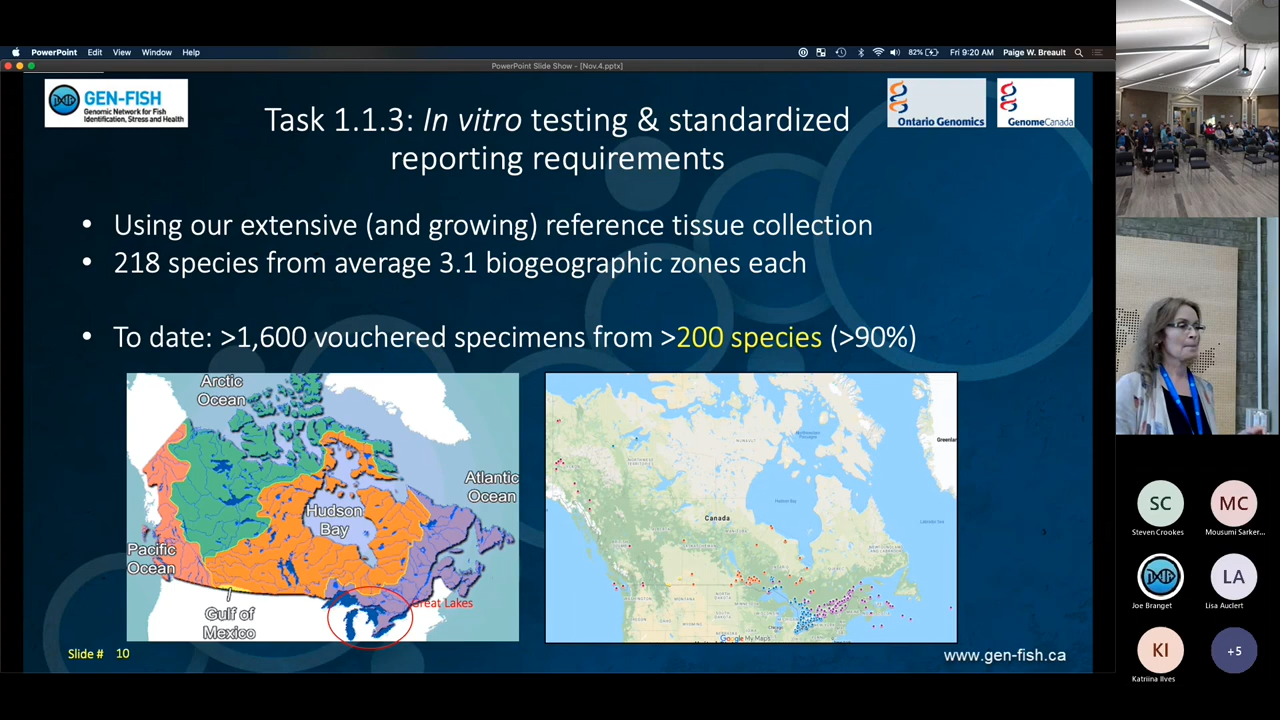 PowerPoint Edit View Window Help
82% Fri 9:20 AM Paige W. Breault
PowerPoint Slide Show - [Nov.4.pptx]
GEN-FISH
Genomic Network for Fish
Identification, Stress and Health
Ontario Genomics
GenomeCanada
Task 1.1.3: In vitro testing & standardized
reporting requirements
• Using our extensive (and growing) reference tissue collection
• 218 species from average 3.1 biogeographic zones each
• To date: >1,600 vouchered specimens from >200 species (>90%)
Arctic
Ocean
Atlantic
Ocean
Hudson
Bay
Pacific
Ocean
Gulf of
Mexico
Great Lakes
Canada
Google My Maps
Slide # 10
www.gen-fish.ca
SC
Steven Crookes
MC
Mousumi Sarker...
Joe Branget
LA
Lisa Auclert
KI
Katriina Ilves
+5